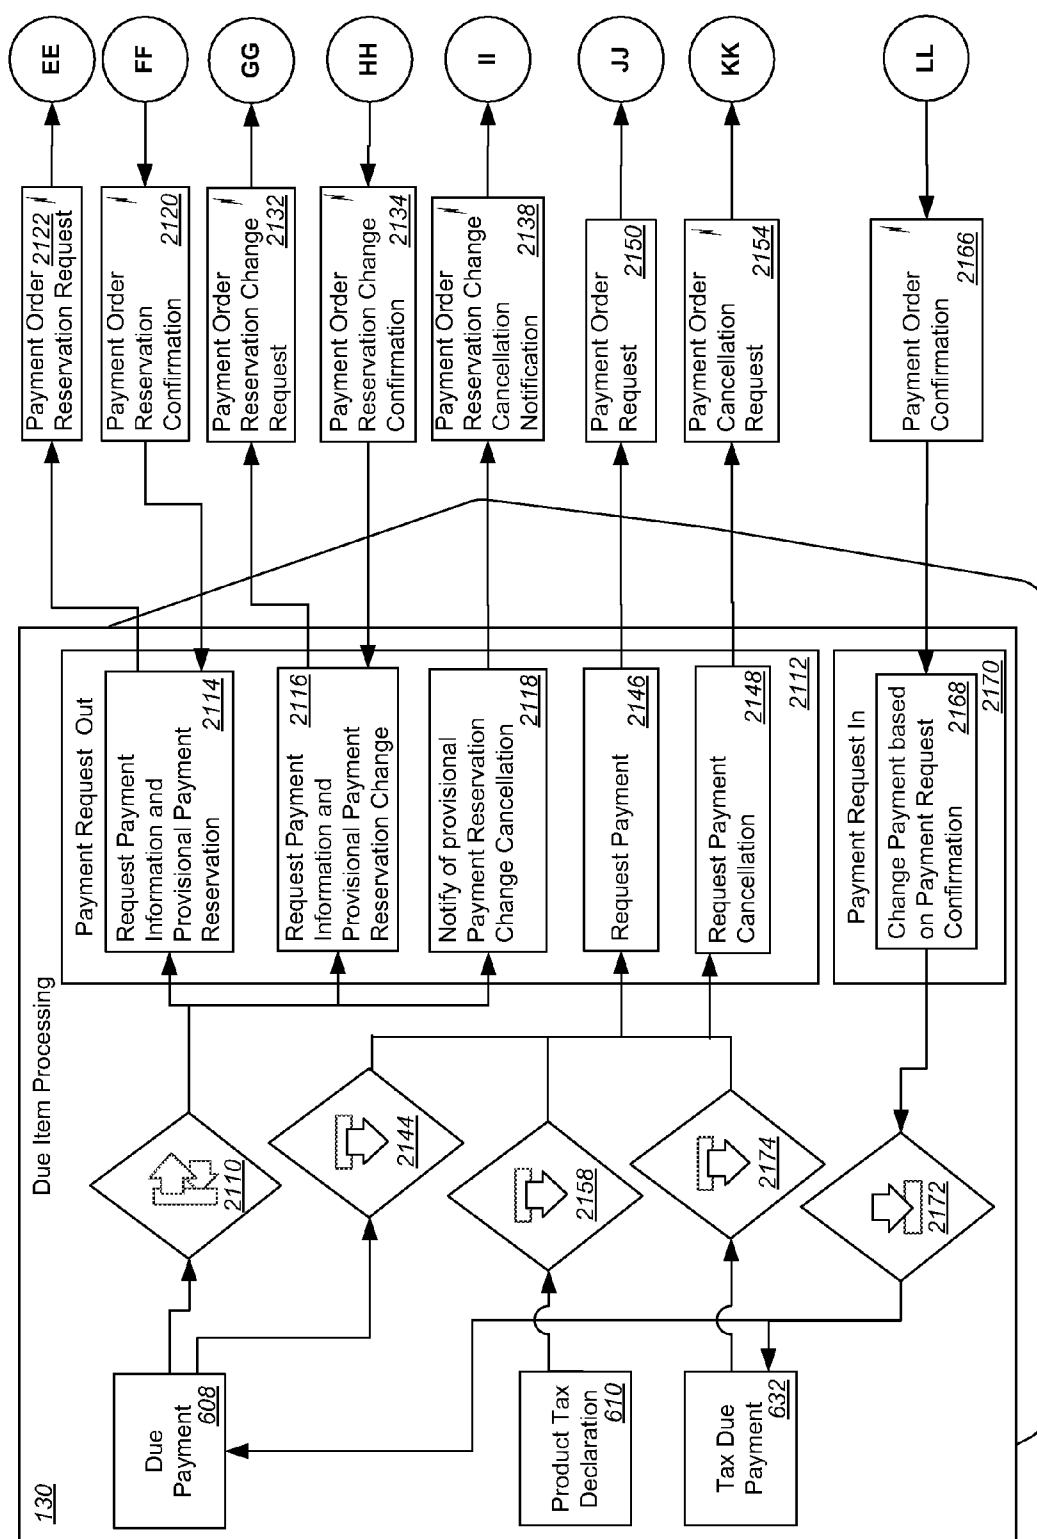 130
Due Item Processing
Due
Payment
608
Product Tax
Declaration
610
Tax Due
Payment
632
2110
2144
2158
2174
2172
Payment Request Out
Request Payment
Information and
Provisional Payment
Reservation
2114
Request Payment
Information and
Provisional Payment
Reservation Change
2116
Notify of provisional
Payment Reservation
Change Cancellation
2118
Request Payment
2146
Request Payment
Cancellation
2148
2112
Payment Request In
Change Payment based
on Payment Request
Confirmation
2168
2170
Payment Order
Reservation Request
2122
Payment Order
Reservation
Confirmation
2120
Payment Order
Reservation Change
Request
2132
Payment Order
Reservation Change
Confirmation
2134
Payment Order
Reservation Change
Cancellation
Notification
2138
Payment Order
Request
2150
Payment Order
Cancellation
Request
2154
Payment Order
Confirmation
2166
EE
FF
GG
HH
II
JJ
KK
LL